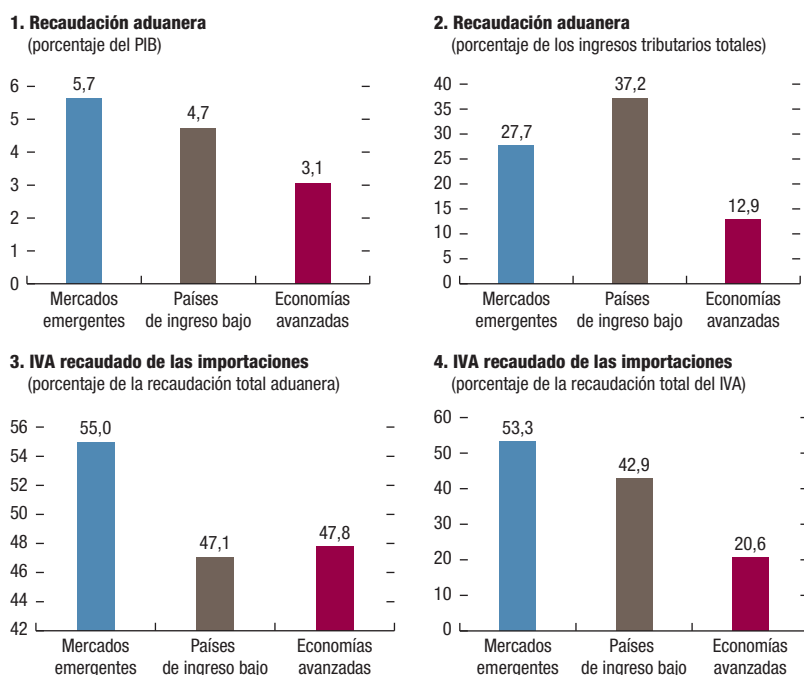 1. Recaudación aduanera
(porcentaje del PIB)
6
5
4
3
2
1
0
5,7
4,7
3,1
Mercados
emergentes
Países
de ingreso bajo
Economías
avanzadas
2. Recaudación aduanera
(porcentaje de los ingresos tributarios totales)
40
35
30
25
20
15
10
5
0
27,7
37,2
12,9
Mercados
emergentes
Países
de ingreso bajo
Economías
avanzadas
3. IVA recaudado de las importaciones
(porcentaje de la recaudación total aduanera)
56
54
52
50
48
46
44
42
55,0
47,1
47,8
Mercados
emergentes
Países
de ingreso bajo
Economías
avanzadas
4. IVA recaudado de las importaciones
(porcentaje de la recaudación total del IVA)
60
50
40
30
20
10
0
53,3
42,9
20,6
Mercados
emergentes
Países
de ingreso bajo
Economías
avanzadas